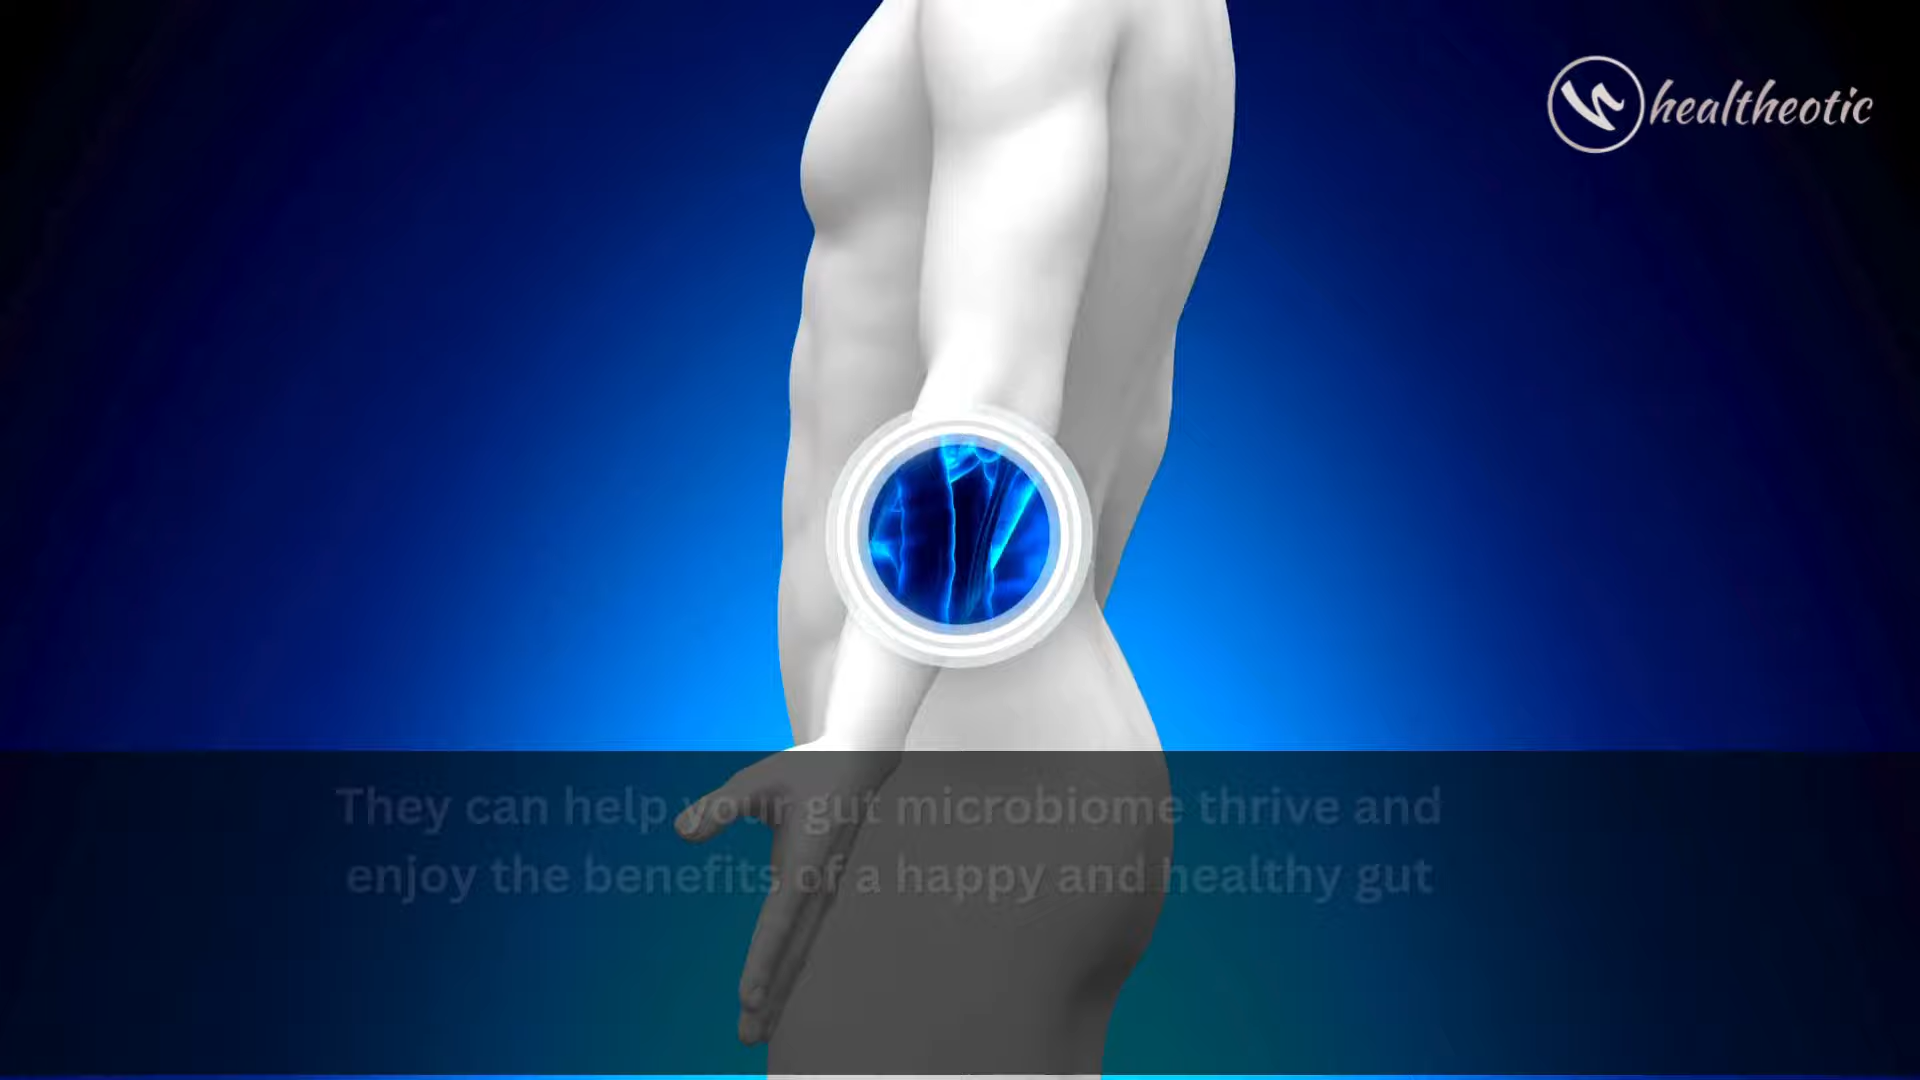 healtheotic
They can help your gut microbiome thrive and
enjoy the benefits of a happy and healthy gut